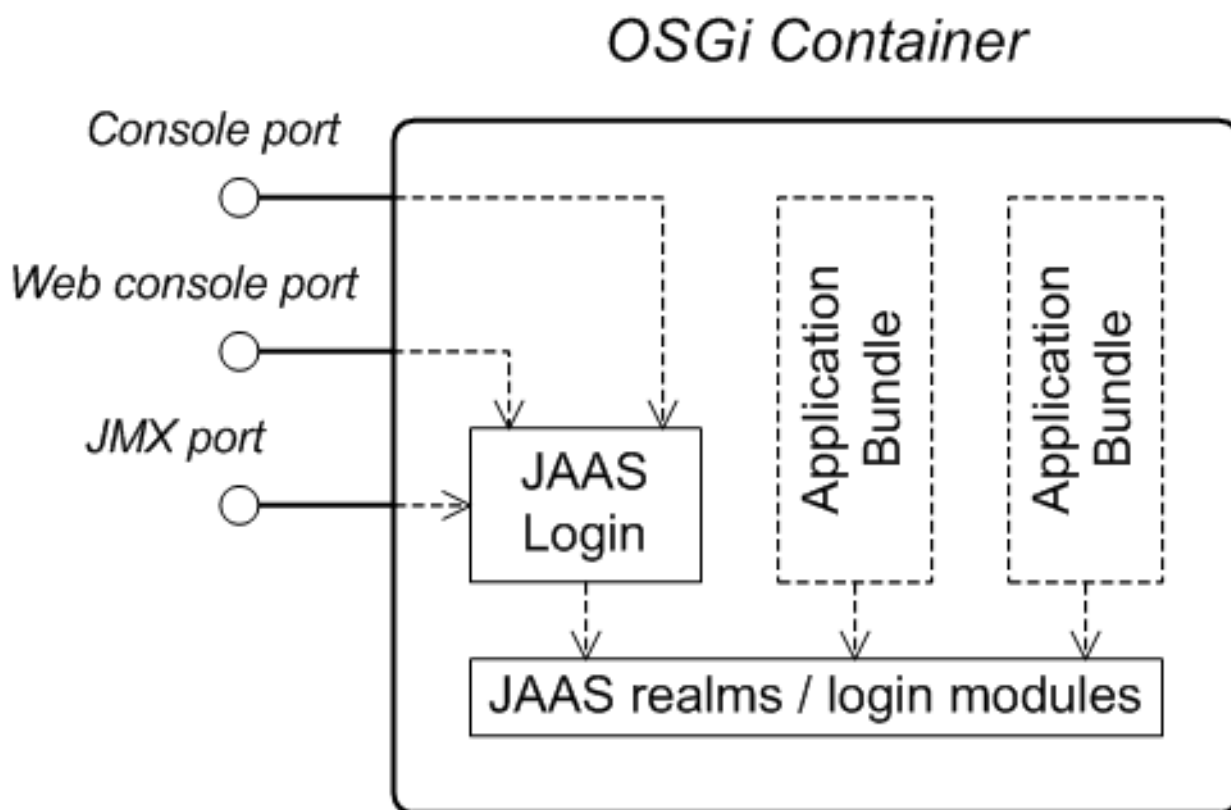 OSGi Container
Console port
Web console port
JMX port
JAAS
Login
Application
Bundle
Application
Bundle
JAAS realms / login modules